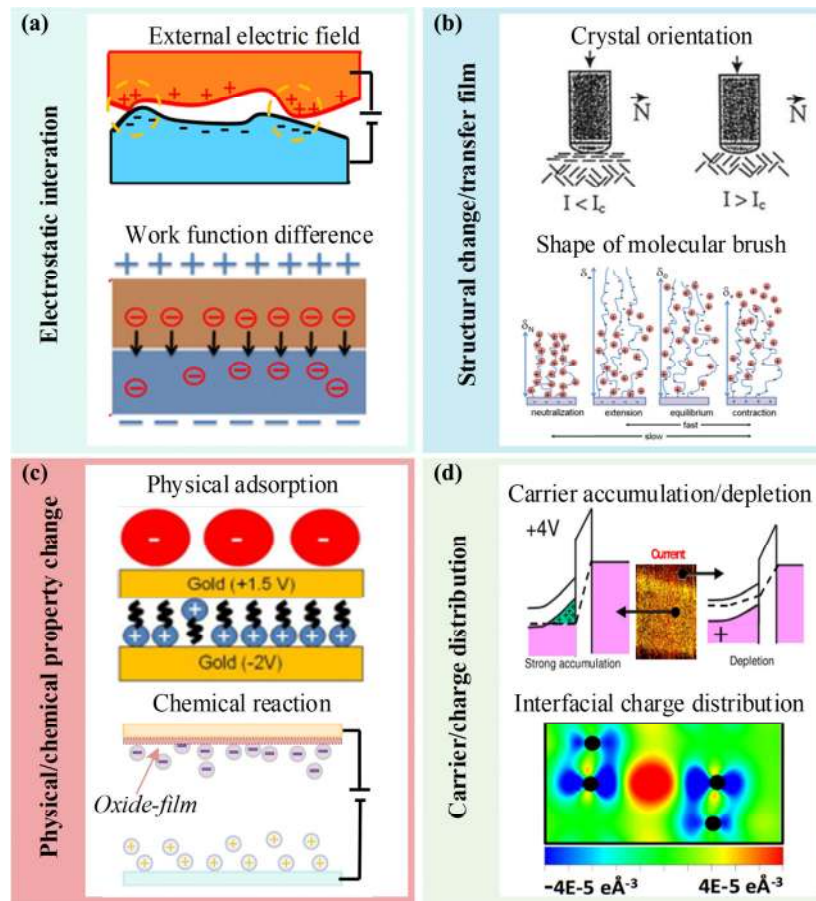 (a)
Electrostatic interation
External electric field
Work function difference
(b)
Structural change/transfer film
Crystal orientation
N
N
I < Ic
I > Ic
Shape of molecular brush
δN
δ0
neutralization
extension
equilibrium
contraction
fast
slow
(c)
Physical/chemical property change
Physical adsorption
Gold (+1.5 V)
Gold (-2V)
Chemical reaction
Oxide-film
(d)
Carrier/charge distribution
Carrier accumulation/depletion
+4V
Current
Strong accumulation
Depletion
Interfacial charge distribution
−4E-5 eÅ⁻³
4E-5 eÅ⁻³